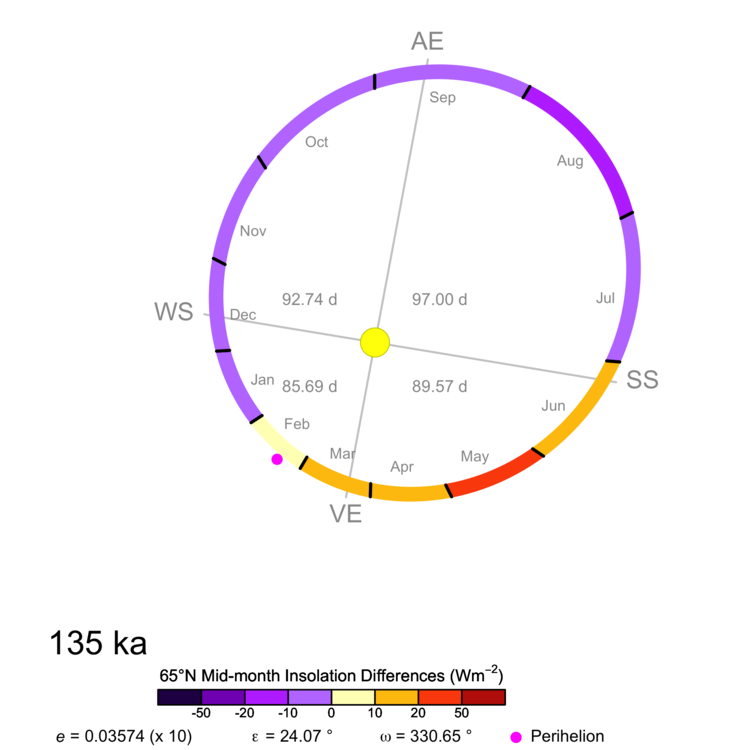 AE
Sep
Oct
Aug
Nov
92.74 d
97.00 d
Jul
WS
Dec
Jan
85.69 d
89.57 d
SS
Jun
Feb
Mar
Apr
May
VE
135 ka
65°N Mid-month Insolation Differences (Wm⁻²)
-50 -20 -10 0 10 20 50
e = 0.03574 (x 10) ε = 24.07 ° ω = 330.65 ° Perihelion